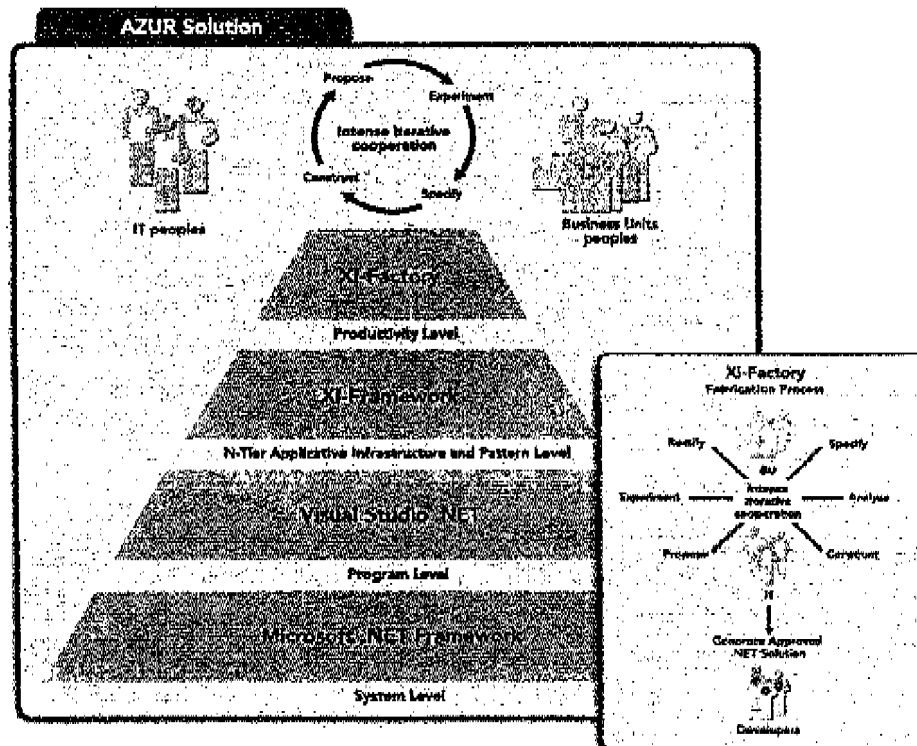 AZUR Solution
Propose
Experiment
Intense iterative
cooperation
Construct
Specify
IT peoples
Business Units
peoples
XI-Factory
Productivity Level
XI-Framework
N-Tier Applicative Infrastructure and Pattern Level
Visual Studio .NET
Program Level
Microsoft .NET Framework
System Level
XI-Factory
Fabrication Process
Specify
BU
Intense
iterative
cooperation
Experiment
Analyse
Propose
Construct
IT
Generate Approved
.NET Solution
Developers